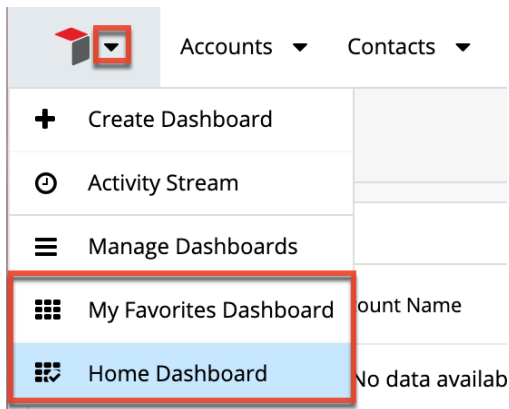 Accounts Contacts
Create Dashboard
Activity Stream
Manage Dashboards
My Favorites Dashboard ount Name
Home Dashboard No data availab